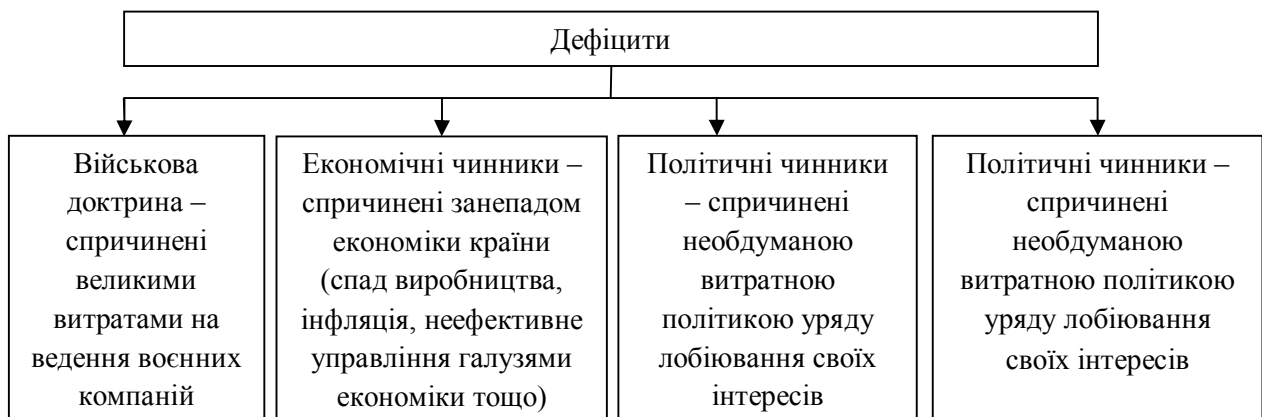 Дефіцити
Військова
доктрина –
спричинені
великими
витратами на
ведення воєнних
компаній
Економічні чинники –
спричинені занепадом
економіки країни
(спад виробництва,
інфляція, неефективне
управління галузями
економіки тощо)
Політичні чинники
– спричинені
необдуманою
витратною
політикою уряду
лобіювання своїх
інтересів
Політичні чинники –
спричинені
необдуманою
витратною політикою
уряду лобіювання
своїх інтересів